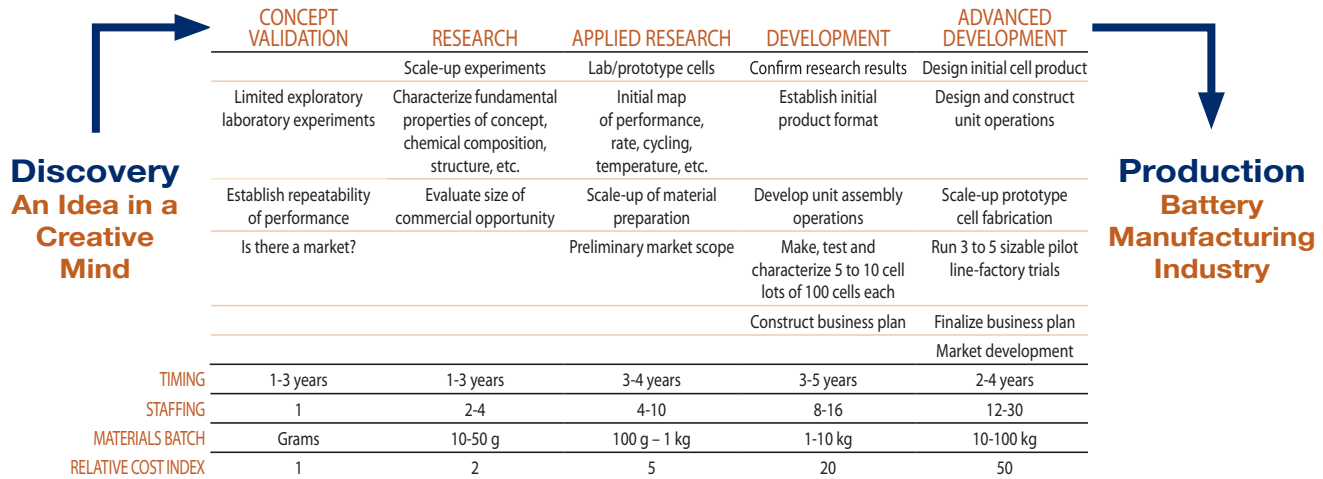 CONCEPT
VALIDATION
RESEARCH
APPLIED RESEARCH
DEVELOPMENT
ADVANCED
DEVELOPMENT
Scale-up experiments
Lab/prototype cells
Confirm research results
Design initial cell product
Limited exploratory
laboratory experiments
Characterize fundamental
properties of concept,
chemical composition,
structure, etc.
Initial map
of performance,
rate, cycling,
temperature, etc.
Establish initial
product format
Design and construct
unit operations
Discovery
An Idea in a
Creative
Mind
Establish repeatability
of performance
Evaluate size of
commercial opportunity
Scale-up of material
preparation
Develop unit assembly
operations
Scale-up prototype
cell fabrication
Production
Battery
Manufacturing
Industry
Is there a market?
Preliminary market scope
Make, test and
characterize 5 to 10 cell
lots of 100 cells each
Run 3 to 5 sizable pilot
line-factory trials
Construct business plan
Finalize business plan
Market development
TIMING 1-3 years 1-3 years 3-4 years 3-5 years 2-4 years
STAFFING 1 2-4 4-10 8-16 12-30
MATERIALS BATCH Grams 10-50 g 100 g – 1 kg 1-10 kg 10-100 kg
RELATIVE COST INDEX 1 2 5 20 50